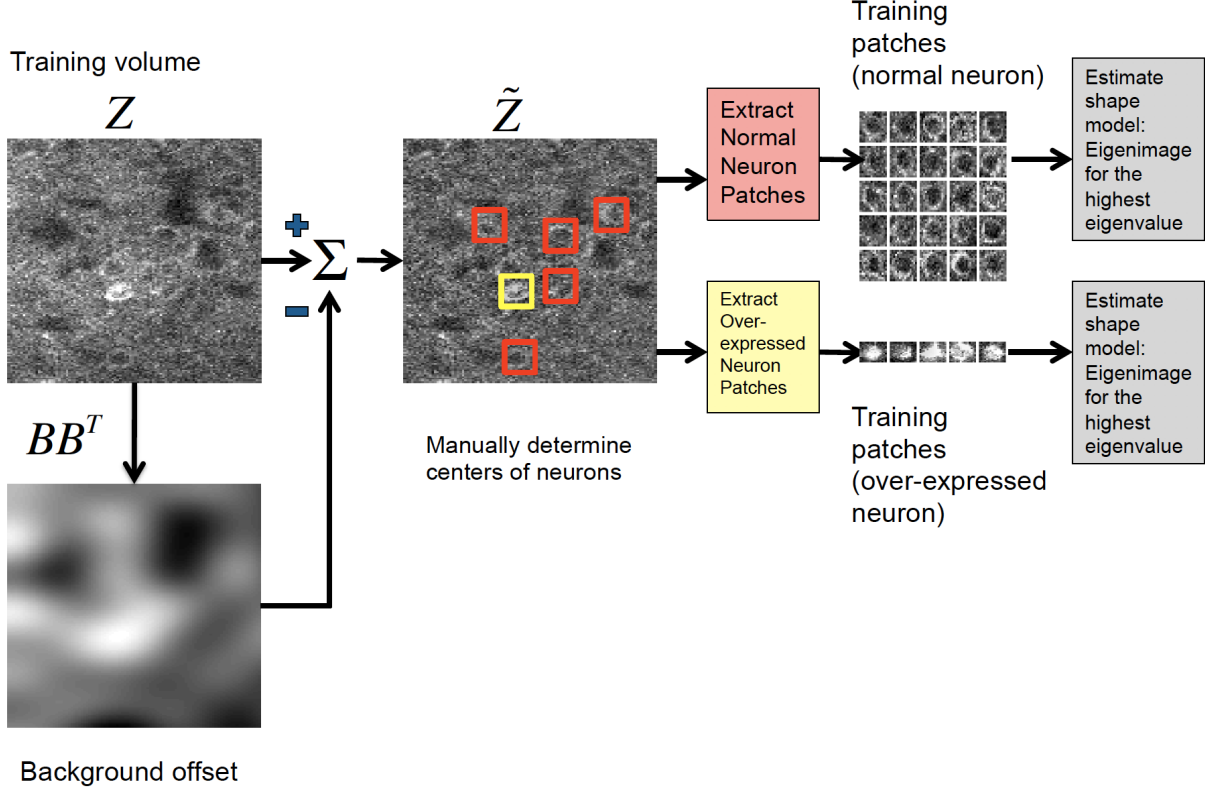 Training volume
Z
BB^T
Background offset
+
Σ
−
Z̃
Manually determine
centers of neurons
Extract
Normal
Neuron
Patches
Extract
Over-
expressed
Neuron
Patches
Training
patches
(normal neuron)
Training
patches
(over-expressed
neuron)
Estimate
shape
model:
Eigenimage
for the
highest
eigenvalue
Estimate
shape
model:
Eigenimage
for the
highest
eigenvalue